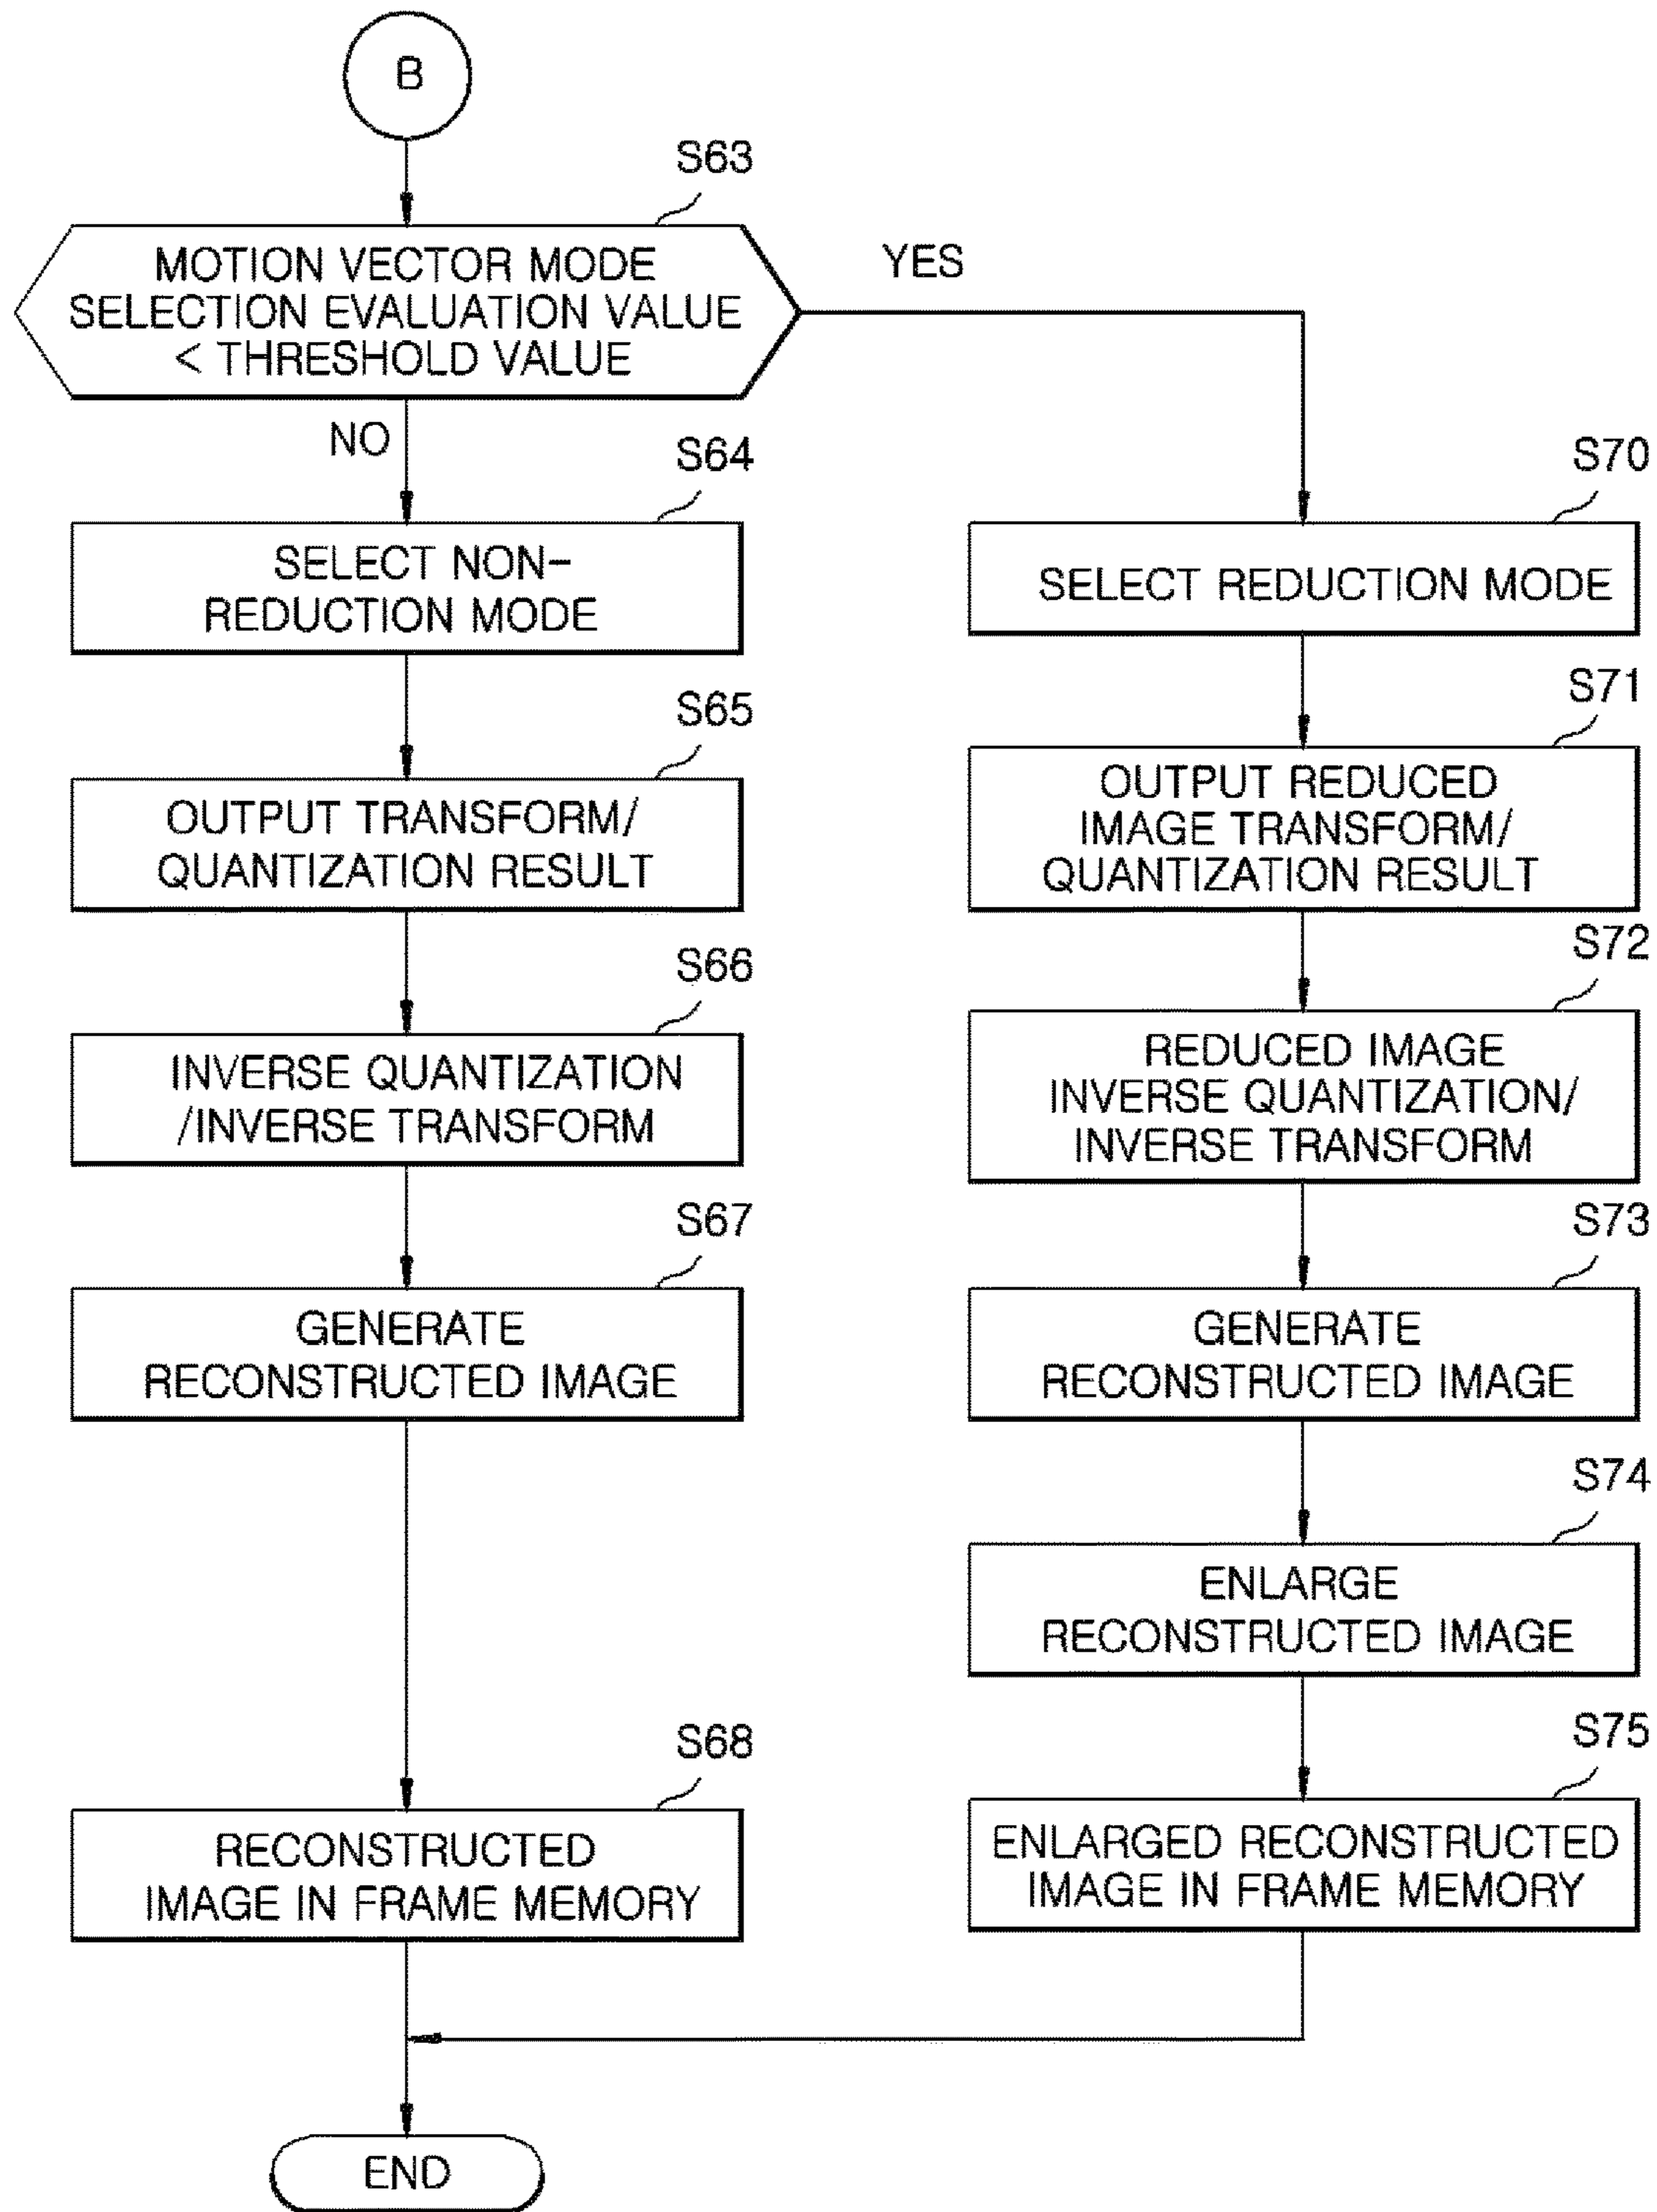 B
S63
MOTION VECTOR MODE
SELECTION EVALUATION VALUE
< THRESHOLD VALUE
YES
NO
S64
SELECT NON-
REDUCTION MODE
S65
OUTPUT TRANSFORM/
QUANTIZATION RESULT
S66
INVERSE QUANTIZATION
/INVERSE TRANSFORM
S67
GENERATE
RECONSTRUCTED IMAGE
S68
RECONSTRUCTED
IMAGE IN FRAME MEMORY
S70
SELECT REDUCTION MODE
S71
OUTPUT REDUCED
IMAGE TRANSFORM/
QUANTIZATION RESULT
S72
REDUCED IMAGE
INVERSE QUANTIZATION/
INVERSE TRANSFORM
S73
GENERATE
RECONSTRUCTED IMAGE
S74
ENLARGE
RECONSTRUCTED IMAGE
S75
ENLARGED RECONSTRUCTED
IMAGE IN FRAME MEMORY
END